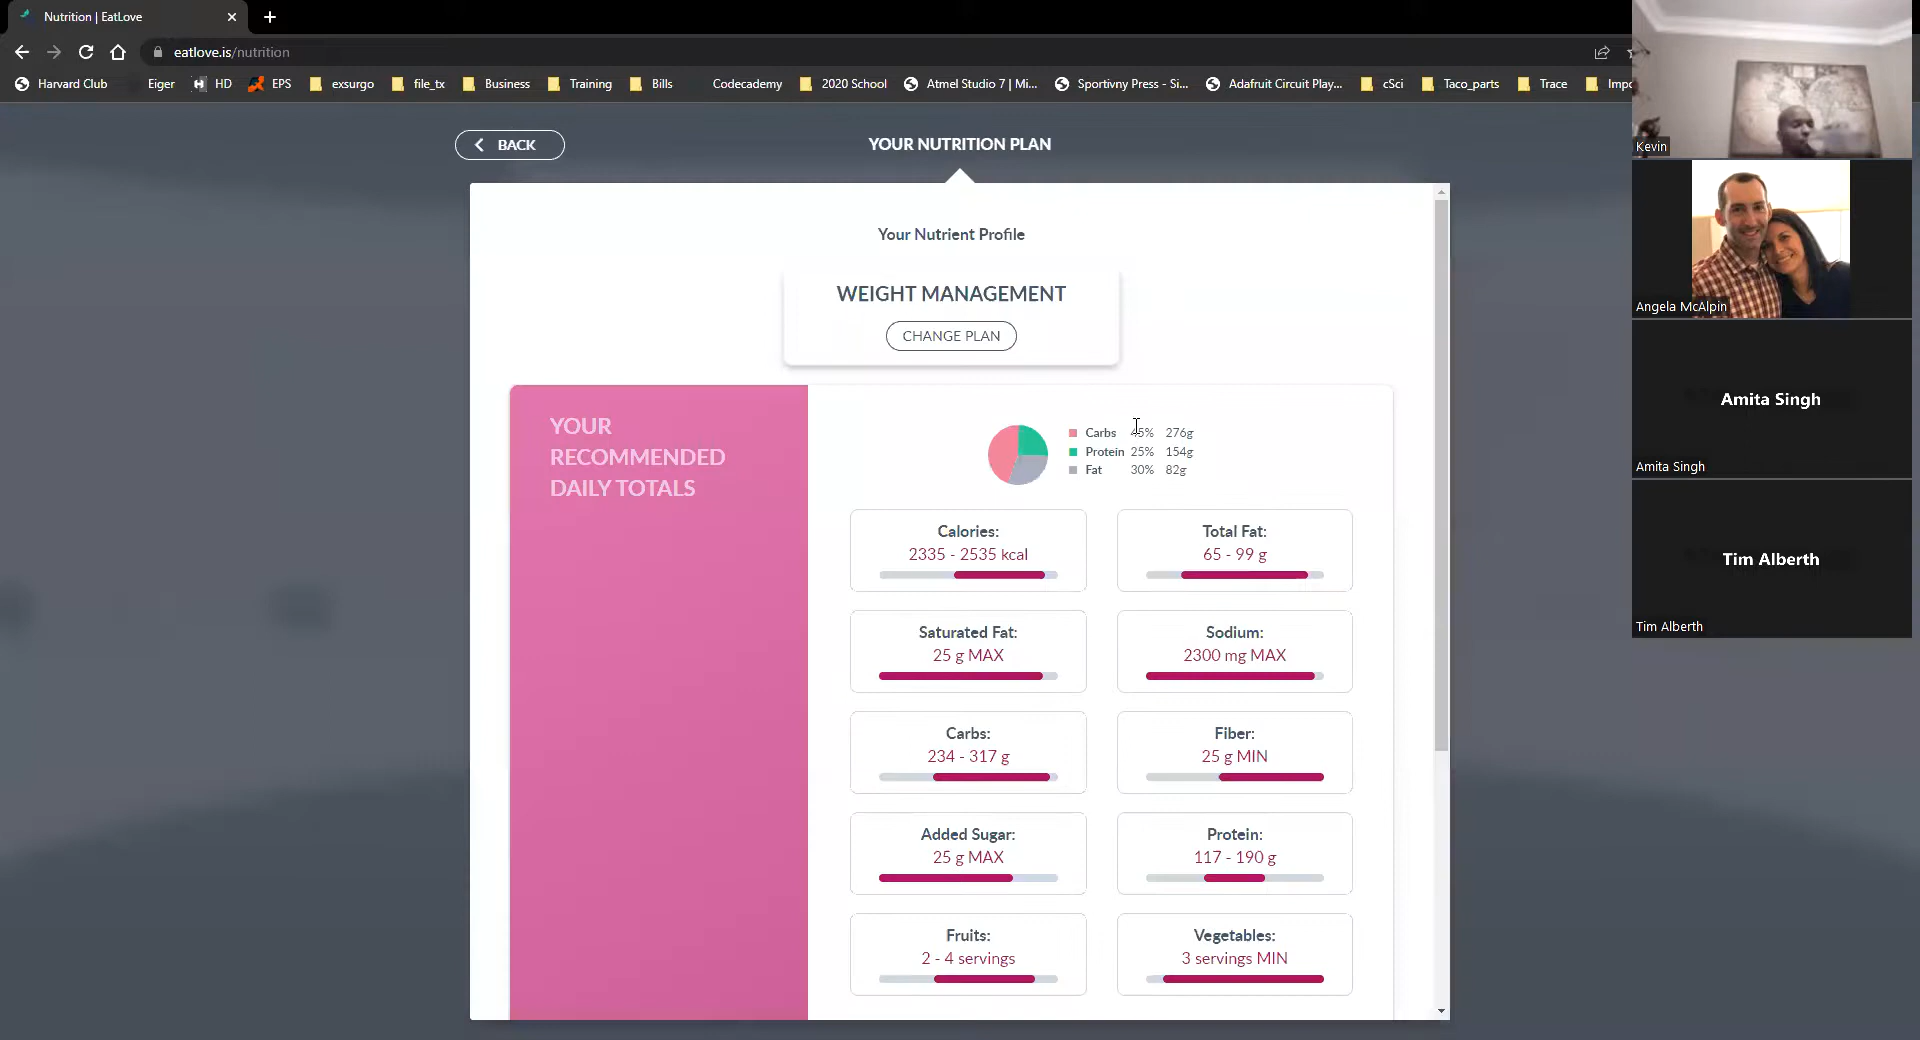 Nutrition | EatLove
eatlove.is/nutrition
Harvard Club
Eiger
HD
EPS
exsurgo
file_tx
Business
Training
Bills
Codecademy
2020 School
Atmel Studio 7 | Mi...
Sportivny Press - Si...
Adafruit Circuit Play...
cSci
Taco_parts
Trace
Impo
BACK
YOUR NUTRITION PLAN
Your Nutrient Profile
WEIGHT MANAGEMENT
CHANGE PLAN
YOUR
RECOMMENDED
DAILY TOTALS
Carbs 45% 276g
Protein 25% 154g
Fat 30% 82g
Calories:
2335 - 2535 kcal
Total Fat:
65 - 99 g
Saturated Fat:
25 g MAX
Sodium:
2300 mg MAX
Carbs:
234 - 317 g
Fiber:
25 g MIN
Added Sugar:
25 g MAX
Protein:
117 - 190 g
Fruits:
2 - 4 servings
Vegetables:
3 servings MIN
Kevin
Angela McAlpin
Amita Singh
Amita Singh
Tim Alberth
Tim Alberth